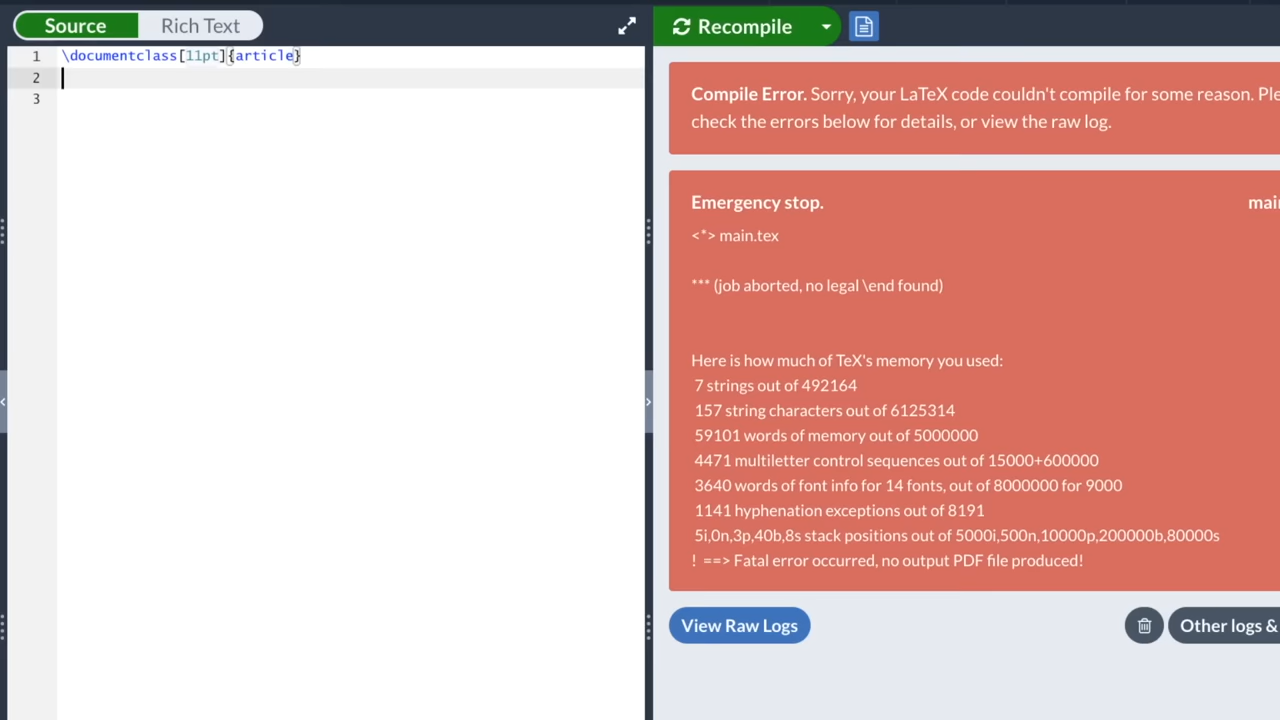 Source Rich Text
Recompile
1 \documentclass[11pt]{article}
2
3
Compile Error. Sorry, your LaTeX code couldn't compile for some reason. Ple
check the errors below for details, or view the raw log.
Emergency stop. main
<*> main.tex
*** (job aborted, no legal \end found)
Here is how much of TeX's memory you used:
7 strings out of 492164
157 string characters out of 6125314
59101 words of memory out of 5000000
4471 multiletter control sequences out of 15000+600000
3640 words of font info for 14 fonts, out of 8000000 for 9000
1141 hyphenation exceptions out of 8191
5i,0n,3p,40b,8s stack positions out of 5000i,500n,10000p,200000b,80000s
! ==> Fatal error occurred, no output PDF file produced!
View Raw Logs
Other logs &